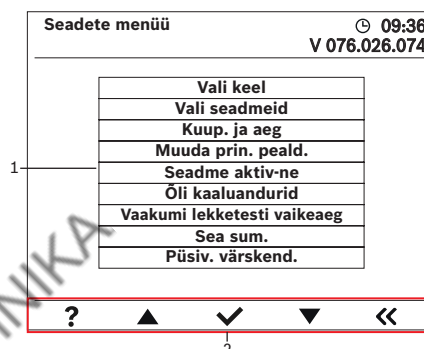 Seadete menüü
09:36
V 076.026.074
Vali keel
Vali seadmeid
Kuup. ja aeg
Muuda prin. peald.
1
Seadme aktiv-ne
Õli kaaluandurid
Vaakumi lekketesti vaikeaeg
Sea sum.
Püsiv. värskend.
?
2